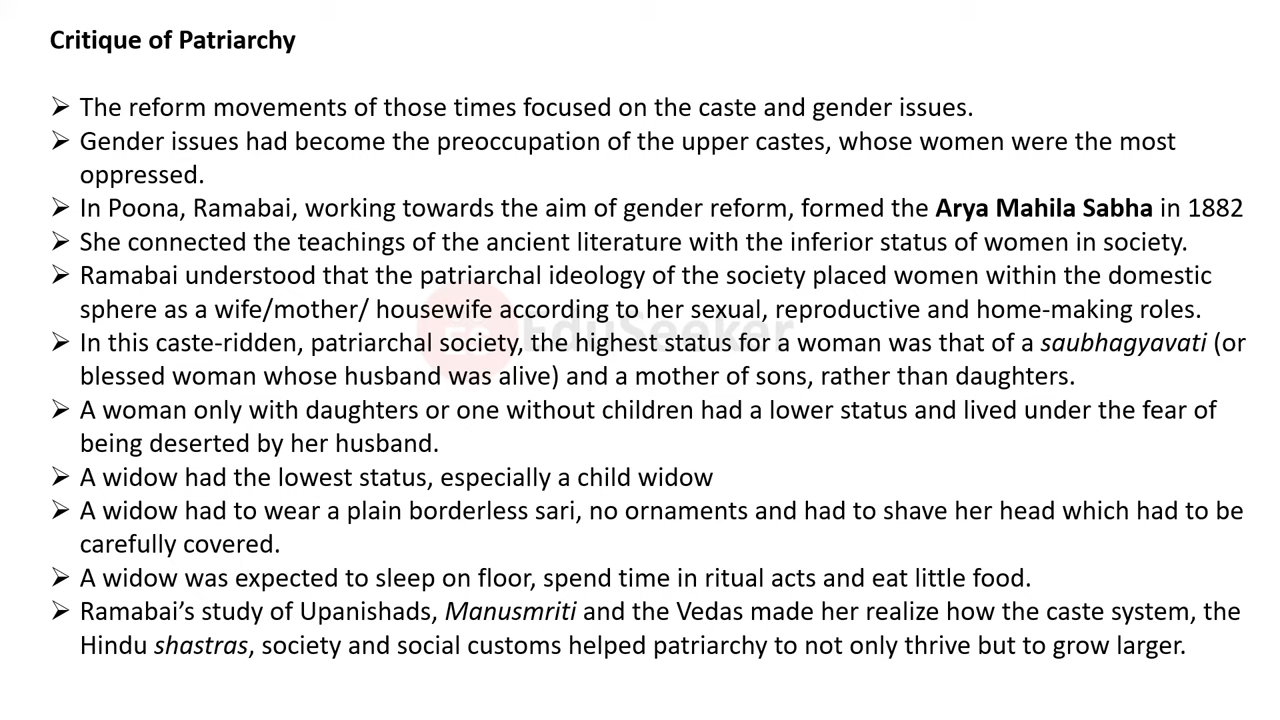 Critique of Patriarchy
➢ The reform movements of those times focused on the caste and gender issues.
➢ Gender issues had become the preoccupation of the upper castes, whose women were the most
oppressed.
➢ In Poona, Ramabai, working towards the aim of gender reform, formed the Arya Mahila Sabha in 1882
➢ She connected the teachings of the ancient literature with the inferior status of women in society.
➢ Ramabai understood that the patriarchal ideology of the society placed women within the domestic
sphere as a wife/mother/ housewife according to her sexual, reproductive and home-making roles.
EduSeeker
➢ In this caste-ridden, patriarchal society, the highest status for a woman was that of a saubhagyavati (or
blessed woman whose husband was alive) and a mother of sons, rather than daughters.
➢ A woman only with daughters or one without children had a lower status and lived under the fear of
being deserted by her husband.
➢ A widow had the lowest status, especially a child widow
➢ A widow had to wear a plain borderless sari, no ornaments and had to shave her head which had to be
carefully covered.
➢ A widow was expected to sleep on floor, spend time in ritual acts and eat little food.
➢ Ramabai’s study of Upanishads, Manusmriti and the Vedas made her realize how the caste system, the
Hindu shastras, society and social customs helped patriarchy to not only thrive but to grow larger.